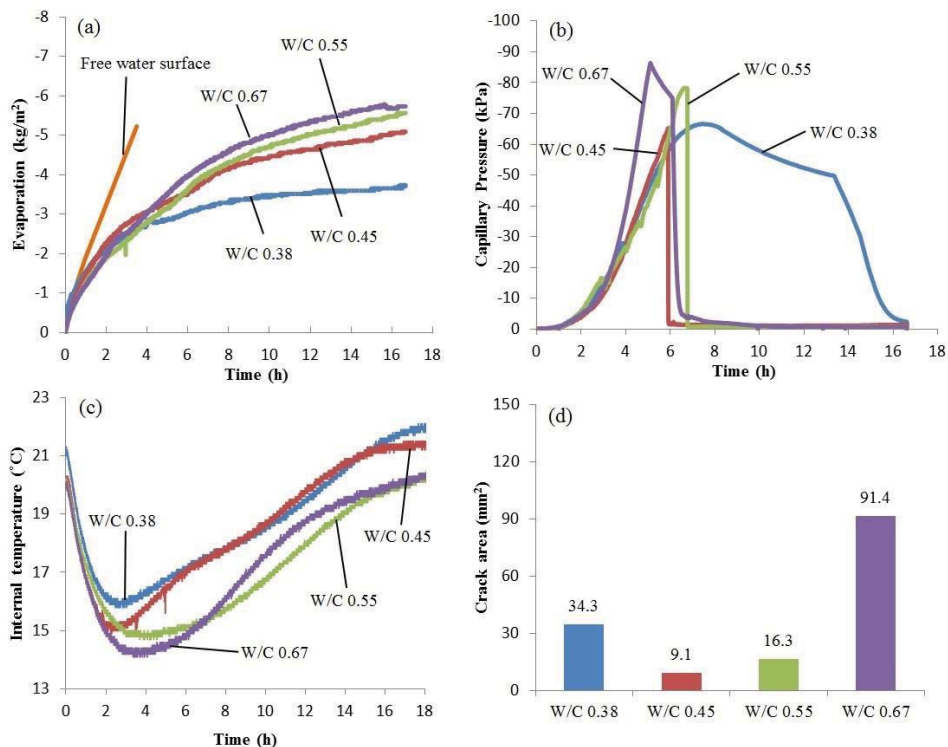 (a)
Free water surface
W/C 0.55
W/C 0.67
W/C 0.45
W/C 0.38
Evaporation (kg/m²)
-8
-7
-6
-5
-4
-3
-2
-1
0
0 2 4 6 8 10 12 14 16 18
Time (h)
(b)
W/C 0.67
W/C 0.55
W/C 0.45
W/C 0.38
Capillary Pressure (kPa)
-100
-90
-80
-70
-60
-50
-40
-30
-20
-10
0
0 2 4 6 8 10 12 14 16 18
Time (h)
(c)
W/C 0.38
W/C 0.45
W/C 0.55
W/C 0.67
Internal temperature (˚C)
23
21
19
17
15
13
0 2 4 6 8 10 12 14 16 18
Time (h)
(d)
Crack area (mm²)
150
120
90
60
30
0
34.3
9.1
16.3
91.4
W/C 0.38 W/C 0.45 W/C 0.55 W/C 0.67